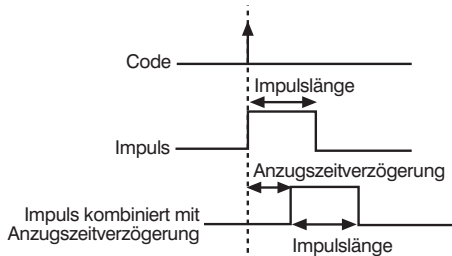 Code
Impulslänge
Impuls
Anzugszeitverzögerung
Impuls kombiniert mit
Anzugszeitverzögerung
Impulslänge